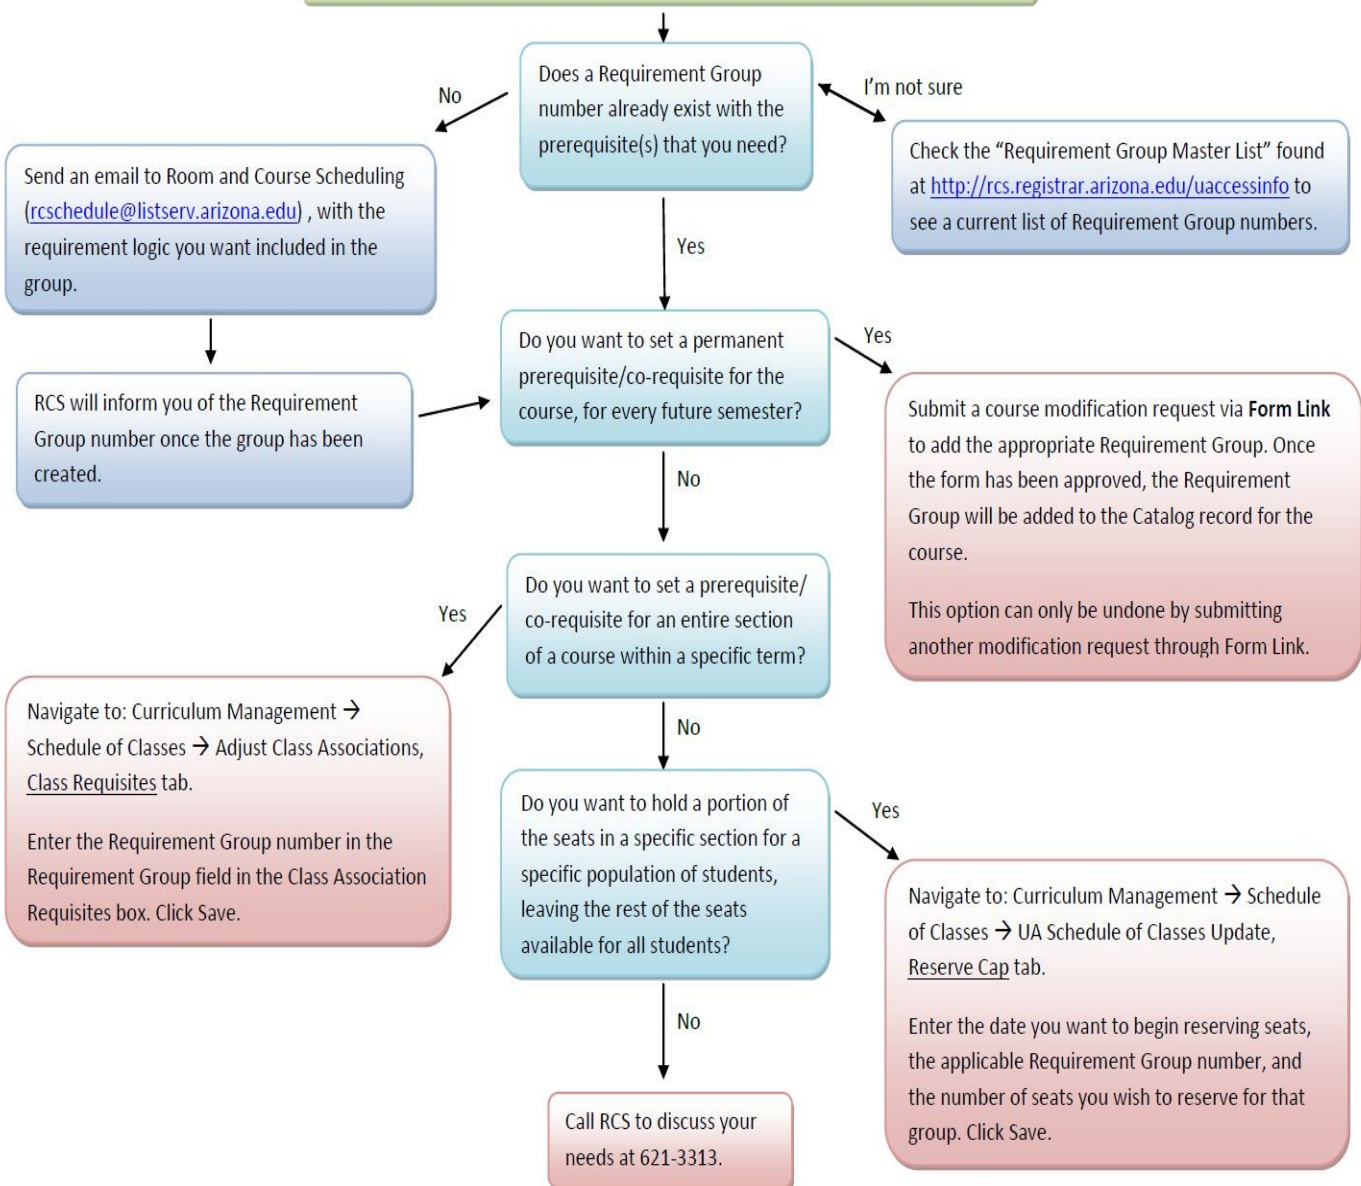 Does a Requirement Group
number already exist with the
prerequisite(s) that you need?
No
I'm not sure
Send an email to Room and Course Scheduling
(rcschedule@listserv.arizona.edu) , with the
requirement logic you want included in the
group.
Check the “Requirement Group Master List” found
at http://rcs.registrar.arizona.edu/uaccessinfo to
see a current list of Requirement Group numbers.
Yes
RCS will inform you of the Requirement
Group number once the group has been
created.
Do you want to set a permanent
prerequisite/co-requisite for the
course, for every future semester?
Yes
Submit a course modification request via Form Link
to add the appropriate Requirement Group. Once
the form has been approved, the Requirement
Group will be added to the Catalog record for the
course.
This option can only be undone by submitting
another modification request through Form Link.
No
Do you want to set a prerequisite/
co-requisite for an entire section
of a course within a specific term?
Yes
Navigate to: Curriculum Management →
Schedule of Classes → Adjust Class Associations,
Class Requisites tab.
Enter the Requirement Group number in the
Requirement Group field in the Class Association
Requisites box. Click Save.
No
Do you want to hold a portion of
the seats in a specific section for a
specific population of students,
leaving the rest of the seats
available for all students?
Yes
Navigate to: Curriculum Management → Schedule
of Classes → UA Schedule of Classes Update,
Reserve Cap tab.
Enter the date you want to begin reserving seats,
the applicable Requirement Group number, and
the number of seats you wish to reserve for that
group. Click Save.
No
Call RCS to discuss your
needs at 621-3313.